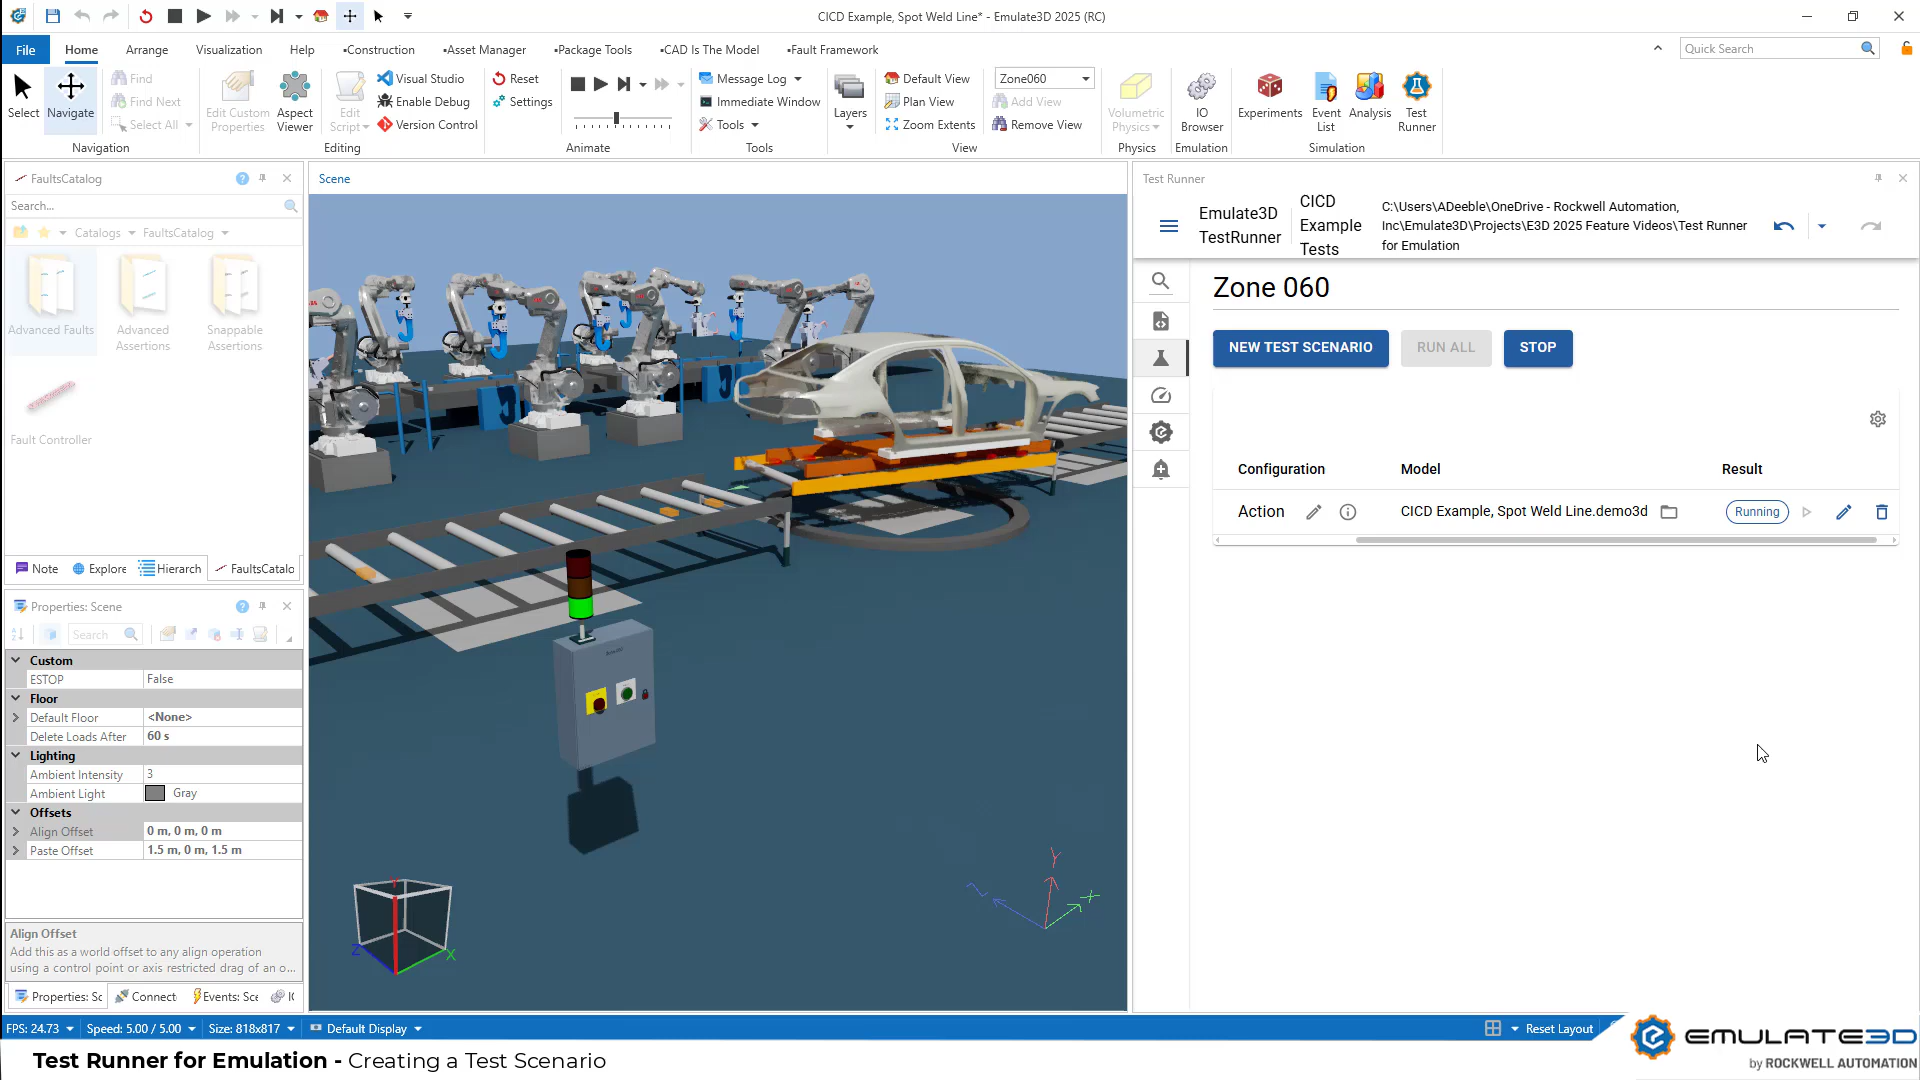 CICD Example, Spot Weld Line* - Emulate3D 2025 (RC)
File Home Arrange Visualization Help •Construction •Asset Manager •Package Tools •CAD Is The Model •Fault Framework
Quick Search
Select
Navigate
Find
Find Next
Select All
Navigation
Edit Custom Properties
Aspect Viewer
Edit Script
Visual Studio
Enable Debug
Version Control
Editing
Reset
Settings
Animate
Message Log
Immediate Window
Tools
Tools
Layers
Default View
Plan View
Zoom Extents
Zone060
Add View
Remove View
View
Volumetric Physics
Physics
IO Browser
Emulation
Experiments
Event List
Analysis
Test Runner
Simulation
FaultsCatalog
Search...
Catalogs FaultsCatalog
Advanced Faults
Advanced Assertions
Snappable Assertions
Fault Controller
Note Explore Hierarch FaultsCatalo
Properties: Scene
Search
Custom
ESTOP False
Floor
Default Floor <None>
Delete Loads After 60 s
Lighting
Ambient Intensity 3
Ambient Light Gray
Offsets
Align Offset 0 m, 0 m, 0 m
Paste Offset 1.5 m, 0 m, 1.5 m
Align Offset
Add this as a world offset to any align operation
using a control point or axis restricted drag of an o...
Properties: Sc Connect Events: Sce IC
Scene
Y
Z
X
Y
Z
X
Test Runner
Emulate3D
TestRunner
CICD
Example
Tests
C:\Users\ADeeble\OneDrive - Rockwell Automation,
Inc\Emulate3D\Projects\E3D 2025 Feature Videos\Test Runner
for Emulation
Zone 060
NEW TEST SCENARIO RUN ALL STOP
Configuration Model Result
Action CICD Example, Spot Weld Line.demo3d Running
FPS: 24.73 Speed: 5.00 / 5.00 Size: 818x817 Default Display Reset Layout
Test Runner for Emulation - Creating a Test Scenario
EMULATE3D
by ROCKWELL AUTOMATION